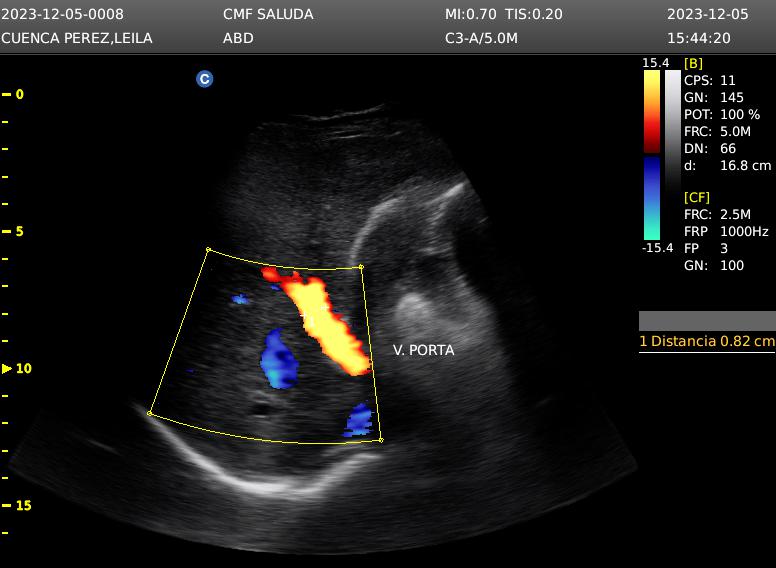 2023-12-05-0008 CMF SALUDA MI:0.70 TIS:0.20 2023-12-05
CUENCA PEREZ,LEILA ABD C3-A/5.0M 15:44:20
C
15.4 [B]
CPS: 11
GN: 145
POT: 100 %
FRC: 5.0M
DN: 66
d: 16.8 cm
[CF]
FRC: 2.5M
FRP 1000Hz
-15.4 FP 3
GN: 100
0
5
10
15
1
V. PORTA
1 Distancia 0.82 cm